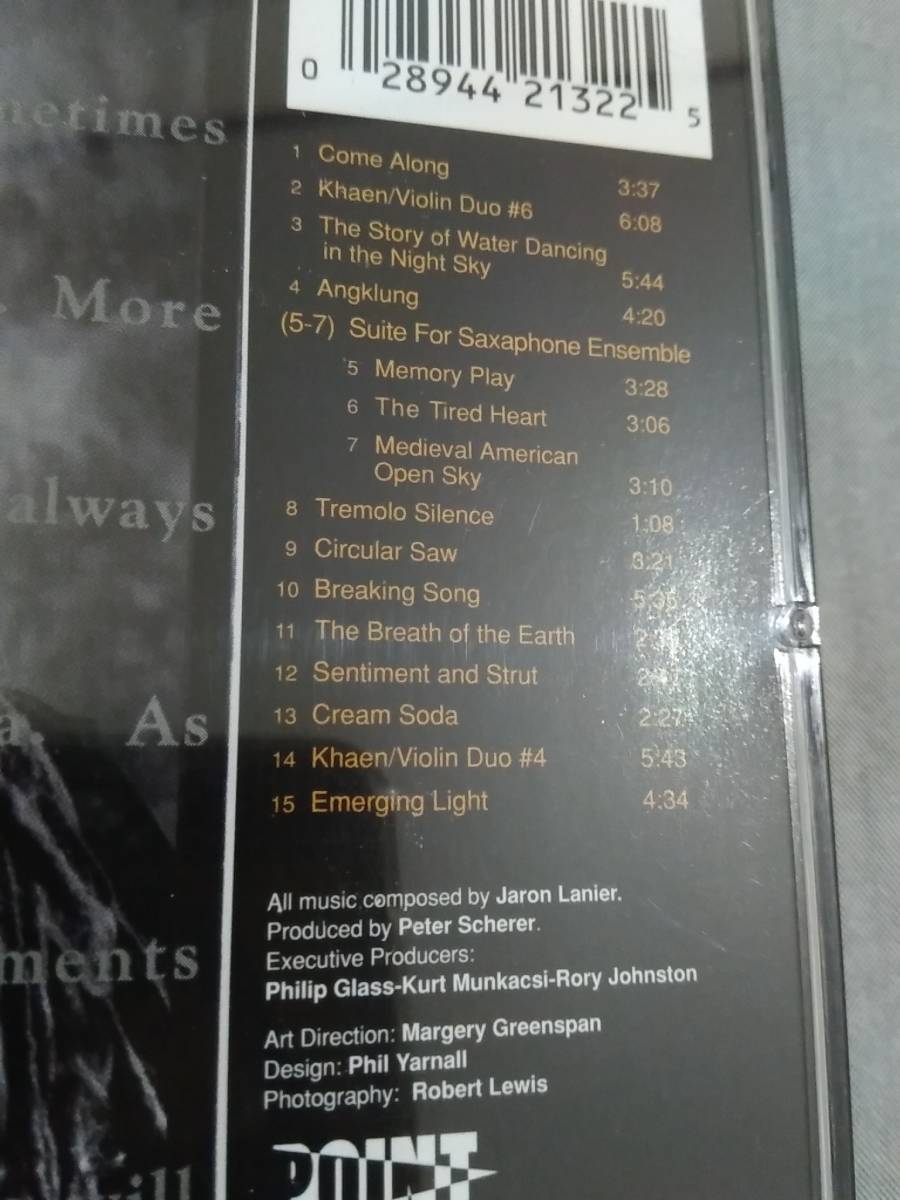 0 28944 21322 5
1 Come Along 3:37
2 Khaen/Violin Duo #6 6:08
3 The Story of Water Dancing
in the Night Sky 5:44
4 Angklung 4:20
(5-7) Suite For Saxaphone Ensemble
5 Memory Play 3:28
6 The Tired Heart 3:06
7 Medieval American
Open Sky 3:10
8 Tremolo Silence 1:08
9 Circular Saw 3:21
10 Breaking Song
11 The Breath of the Earth
12 Sentiment and Strut
13 Cream Soda 2:27
14 Khaen/Violin Duo #4 5:43
15 Emerging Light 4:34
All music composed by Jaron Lanier.
Produced by Peter Scherer.
Executive Producers:
Philip Glass-Kurt Munkacsi-Rory Johnston
Art Direction: Margery Greenspan
Design: Phil Yarnall
Photography: Robert Lewis
POINT
. More
always
As